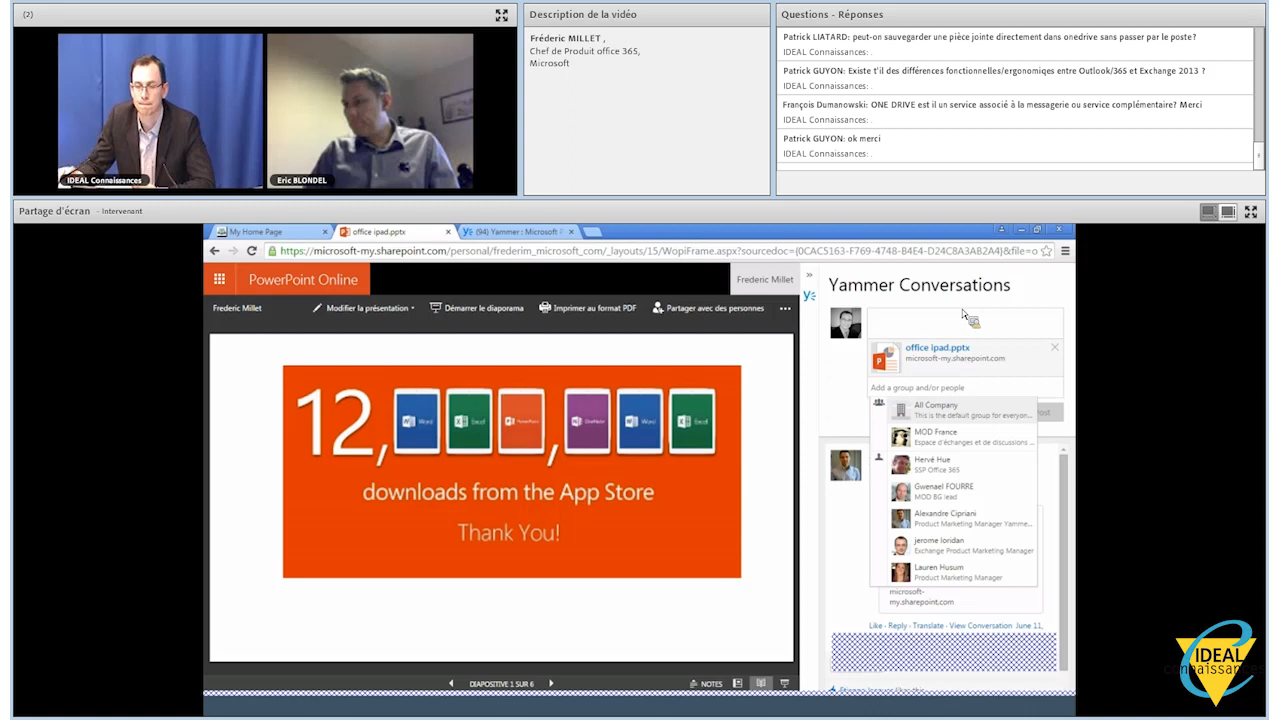 (2)
Description de la vidéo
Questions - Réponses
IDEAL Connaissances
Eric BLONDEL
Fréderic MILLET ,
Chef de Produit office 365,
Microsoft
Patrick LIATARD: peut-on sauvegarder une pièce jointe directement dans onedrive sans passer par le poste?
IDEAL Connaissances: .
Patrick GUYON: Existe t'il des différences fonctionnelles/ergonomiqes entre Outlook/365 et Exchange 2013 ?
IDEAL Connaissances: .
François Dumanowski: ONE DRIVE est il un service associé à la messagerie ou service complémentaire? Merci
IDEAL Connaissances: .
Patrick GUYON: ok merci
IDEAL Connaissances: .
Partage d'écran - Intervenant
My Home Page
office ipad.pptx
(94) Yammer : Microsoft F
https://microsoft-my.sharepoint.com/personal/frederim_microsoft_com/_layouts/15/WopiFrame.aspx?sourcedoc={0CAC5163-F769-4748-B4E4-D24C8A3AB2A4}&file=o
PowerPoint Online
Frederic Millet
Frederic Millet
Modifier la présentation
Démarrer le diaporama
Imprimer au format PDF
Partager avec des personnes
...
12,
Word
Excel
PowerPoint
,
OneNote
Word
Excel
downloads from the App Store
Thank You!
DIAPOSITIVE 1 SUR 6
NOTES
Yammer Conversations
office ipad.pptx
microsoft-my.sharepoint.com
Add a group and/or people
All Company
This is the default group for everyon...
Post
MOD France
Espace d'échanges et de discussions ...
Hervé Hue
SSP Office 365
Gwenael FOURRE
MOD BG lead
Alexandre Cipriani
Product Marketing Manager Yamme...
jerome loridan
Exchange Product Marketing Manager
Lauren Husum
Product Marketing Manager
microsoft-
my.sharepoint.com
Like · Reply · Translate · View Conversation June 11,
IDEAL
connaissances